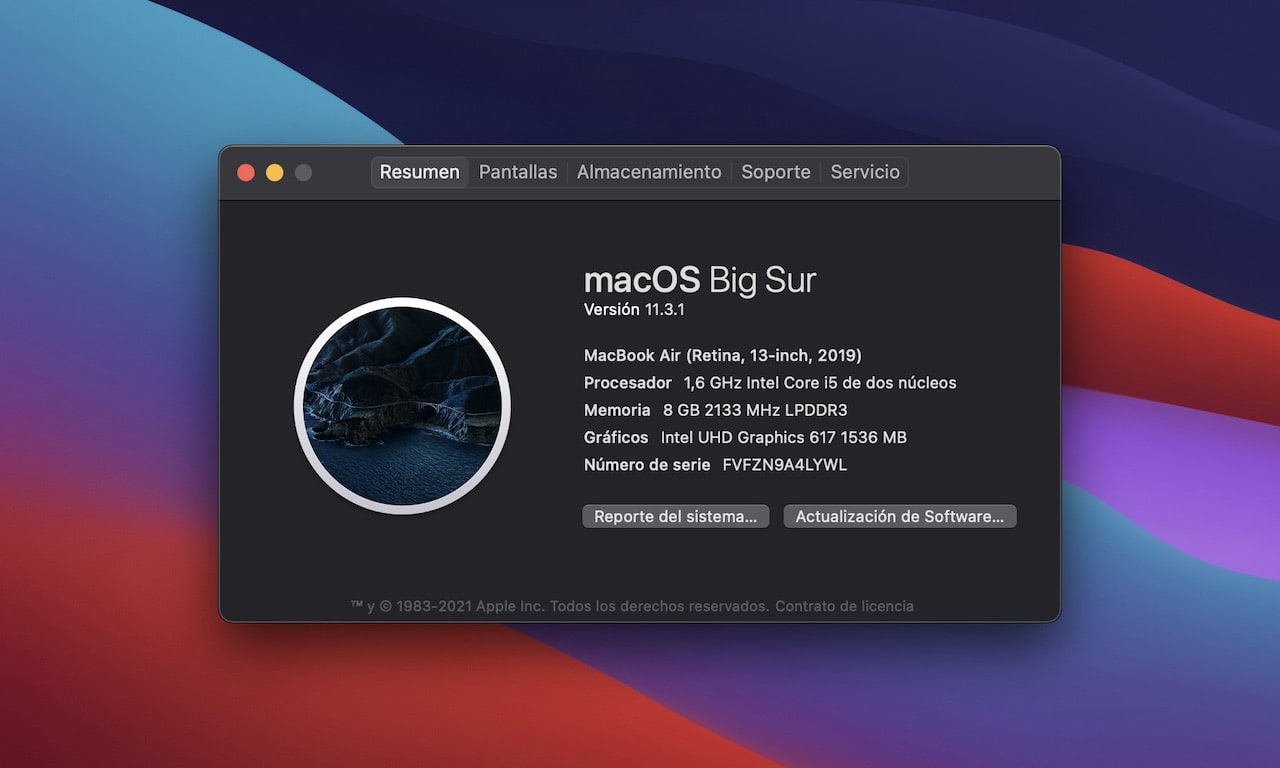 Resumen Pantallas Almacenamiento Soporte Servicio
macOS Big Sur
Versión 11.3.1
MacBook Air (Retina, 13-inch, 2019)
Procesador 1,6 GHz Intel Core i5 de dos núcleos
Memoria 8 GB 2133 MHz LPDDR3
Gráficos Intel UHD Graphics 617 1536 MB
Número de serie FVFZN9A4LYWL
Reporte del sistema... Actualización de Software...
™ y © 1983-2021 Apple Inc. Todos los derechos reservados. Contrato de licencia